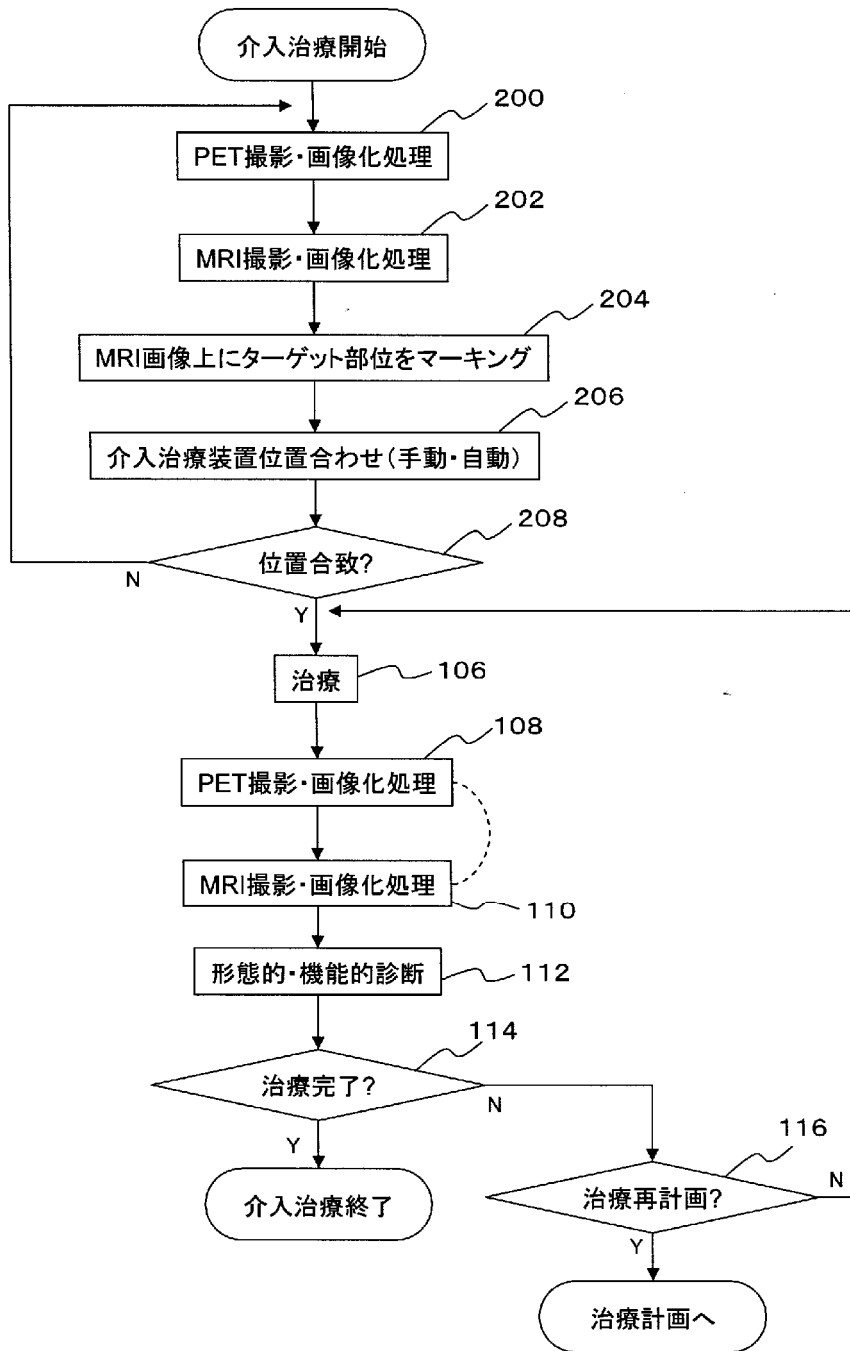 介入治療開始
200
PET撮影・画像化処理
202
MRI撮影・画像化処理
204
MRI画像上にターゲット部位をマーキング
206
介入治療装置位置合わせ(手動・自動)
208
位置合致?
N
Y
治療
106
108
PET撮影・画像化処理
MRI撮影・画像化処理
110
形態的・機能的診断
112
114
治療完了?
N
Y
116
介入治療終了
治療再計画?
N
Y
治療計画へ